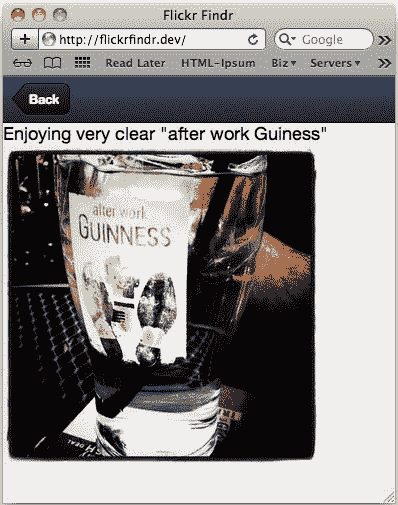 Flickr Findr
http://flickrfindr.dev/
Google
Read Later HTML-Ipsum Biz Servers
Back
Enjoying very clear "after work Guiness"
after work
GUINNESS